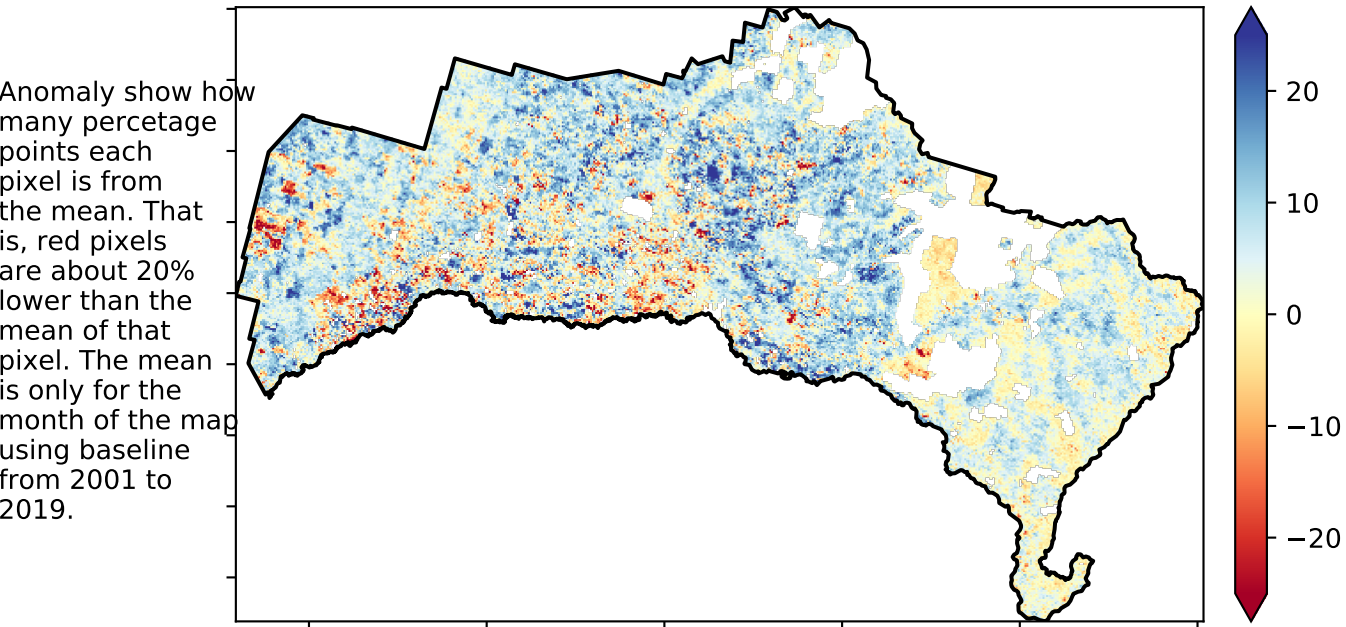 Anomaly show how
many percetage
points each
pixel is from
the mean. That
is, red pixels
are about 20%
lower than the
mean of that
pixel. The mean
is only for the
month of the map
using baseline
from 2001 to
2019.
20
10
0
−10
−20